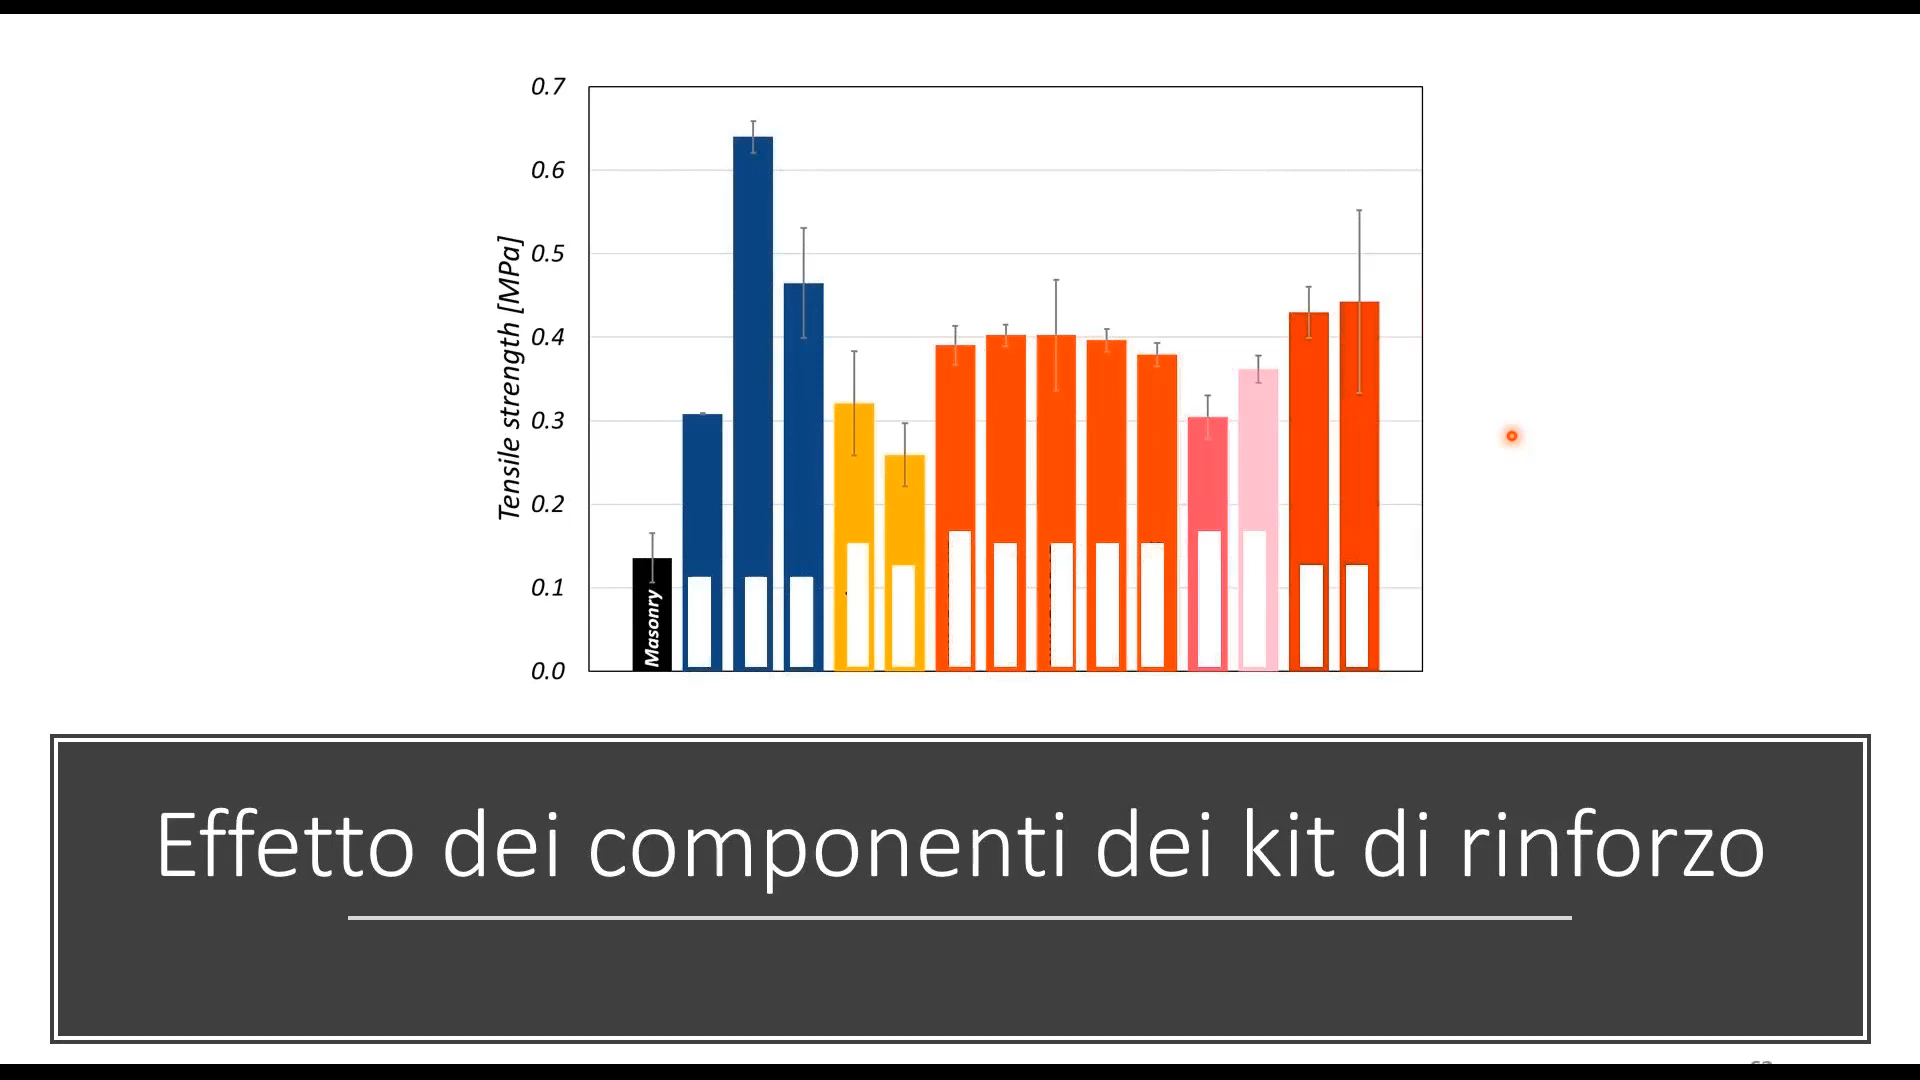 0.7
0.6
0.5
0.4
0.3
0.2
0.1
0.0
Tensile strength [MPa]
Masonry
Effetto dei componenti dei kit di rinforzo